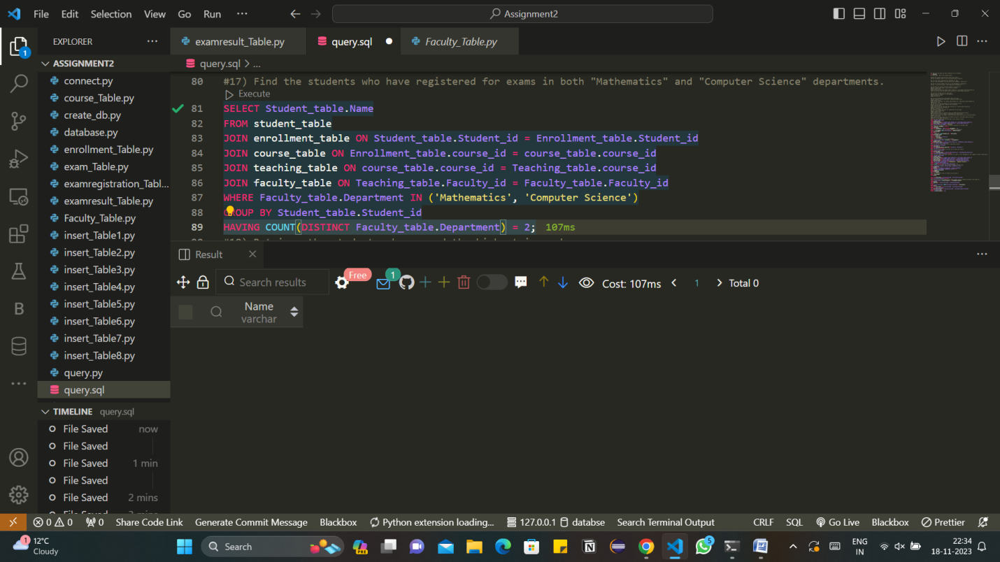 File Edit Selection View Go Run ··· Assignment2
EXPLORER ···
1
ASSIGNMENT2
connect.py
course_Table.py
create_db.py
database.py
enrollment_Table.py
exam_Table.py
examregistration_Tabl...
examresult_Table.py
Faculty_Table.py
insert_Table1.py
insert_Table2.py
insert_Table3.py
insert_Table4.py
insert_Table5.py
insert_Table6.py
insert_Table7.py
insert_Table8.py
query.py
query.sql
TIMELINE query.sql
File Saved now
File Saved
File Saved 1 min
File Saved
File Saved 2 mins
examresult_Table.py query.sql Faculty_Table.py
query.sql > ...
80 #17) Find the students who have registered for exams in both "Mathematics" and "Computer Science" departments.
Execute
81 SELECT Student_table.Name
82 FROM student_table
83 JOIN enrollment_table ON Student_table.Student_id = Enrollment_table.Student_id
84 JOIN course_table ON Enrollment_table.course_id = course_table.course_id
85 JOIN teaching_table ON course_table.course_id = Teaching_table.course_id
86 JOIN faculty_table ON Teaching_table.Faculty_id = Faculty_table.Faculty_id
87 WHERE Faculty_table.Department IN ('Mathematics', 'Computer Science')
88 GROUP BY Student_table.Student_id
89 HAVING COUNT(DISTINCT Faculty_table.Department) = 2; 107ms
Result
Search results Free 1 Cost: 107ms < 1 > Total 0
Name
varchar
0 0 0 Share Code Link Generate Commit Message Blackbox Python extension loading... 127.0.0.1 databse Search Terminal Output CRLF SQL Go Live Blackbox Prettier
1 12°C
Cloudy
Search PRE 5
ENG
IN
22:34
18-11-2023